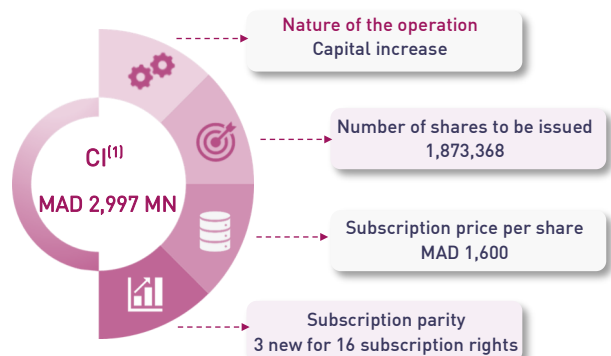 Nature of the operation
Capital increase
Number of shares to be issued
1,873,368
CI(1)
MAD 2,997 MN
Subscription price per share
MAD 1,600
Subscription parity
3 new for 16 subscription rights